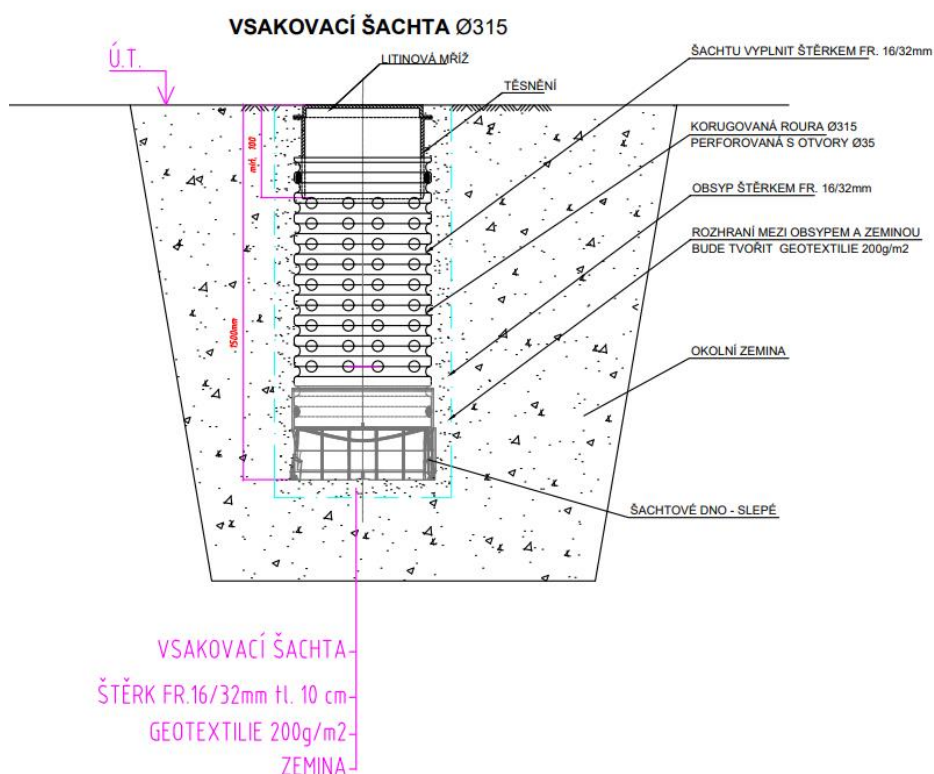 VSAKOVACÍ ŠACHTA Ø315
Ú.T.
LITINOVÁ MŘÍŽ
TĚSNĚNÍ
ŠACHTU VYPLNIT ŠTĚRKEM FR. 16/32mm
KORUGOVANÁ ROURA Ø315
PERFOROVANÁ S OTVORY Ø35
OBSYP ŠTĚRKEM FR. 16/32mm
ROZHRANÍ MEZI OBSYPEM A ZEMINOU
BUDE TVOŘIT GEOTEXTILIE 200g/m2
min. 100
1500mm
OKOLNÍ ZEMINA
ŠACHTOVÉ DNO - SLEPÉ
VSAKOVACÍ ŠACHTA
ŠTĚRK FR.16/32mm tl. 10 cm
GEOTEXTILIE 200g/m2
ZEMINA